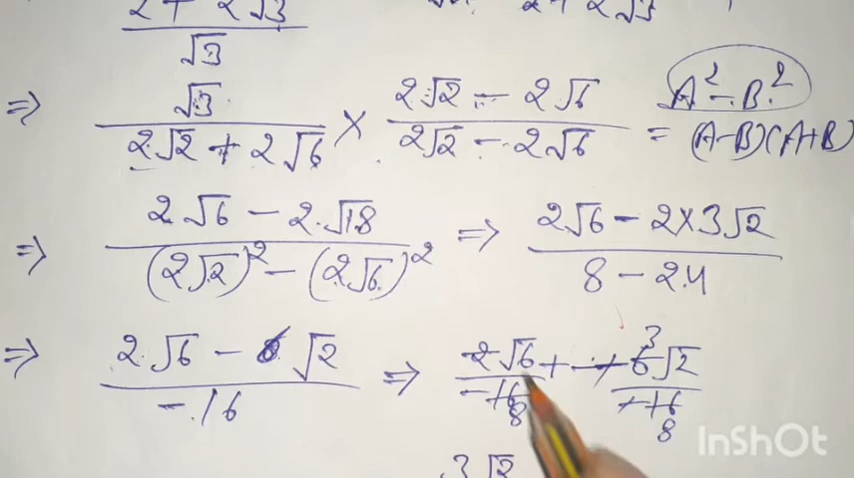 2 + 2√3 / √3
⇒ √3 / (2√2 + 2√6) × (2√2 − 2√6) / (2√2 − 2√6) A² − B²
= (A−B)(A+B)
⇒ (2√6 − 2√18) / ((2√2)² − (2√6)²) ⇒ (2√6 − 2×3√2) / (8 − 24)
⇒ (2√6 − 6√2) / −16 ⇒ 2√6 / −16 + −6√2 / −16
3
8 8
3√2
InShOt